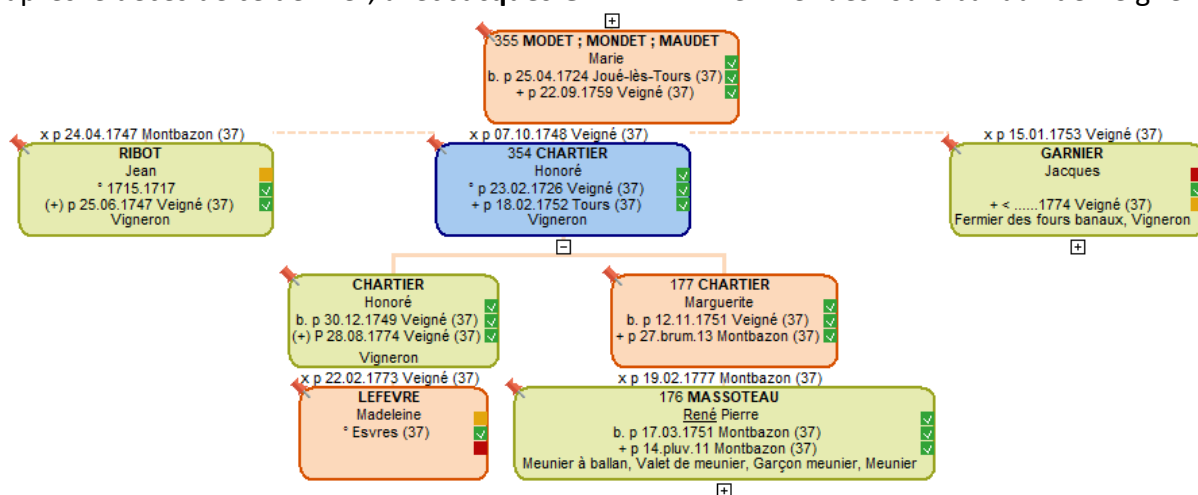 355 MODET ; MONDET ; MAUDET
Marie
b. p 25.04.1724 Joué-lès-Tours (37)
+ p 22.09.1759 Veigné (37)
x p 24.04.1747 Montbazon (37)
RIBOT
Jean
° 1715.1717
(+) p 25.06.1747 Veigné (37)
Vigneron
x p 07.10.1748 Veigné (37)
354 CHARTIER
Honoré
° p 23.02.1726 Veigné (37)
+ p 18.02.1752 Tours (37)
Vigneron
x p 15.01.1753 Veigné (37)
GARNIER
Jacques
+ < ......1774 Veigné (37)
Fermier des fours banaux, Vigneron
CHARTIER
Honoré
b. p 30.12.1749 Veigné (37)
(+) P 28.08.1774 Veigné (37)
Vigneron
x p 22.02.1773 Veigné (37)
LEFEVRE
Madeleine
° Esvres (37)
177 CHARTIER
Marguerite
b. p 12.11.1751 Veigné (37)
+ p 27.brum.13 Montbazon (37)
x p 19.02.1777 Montbazon (37)
176 MASSOTEAU
René Pierre
b. p 17.03.1751 Montbazon (37)
+ p 14.pluv.11 Montbazon (37)
Meunier à ballan, Valet de meunier, Garçon meunier, Meunier